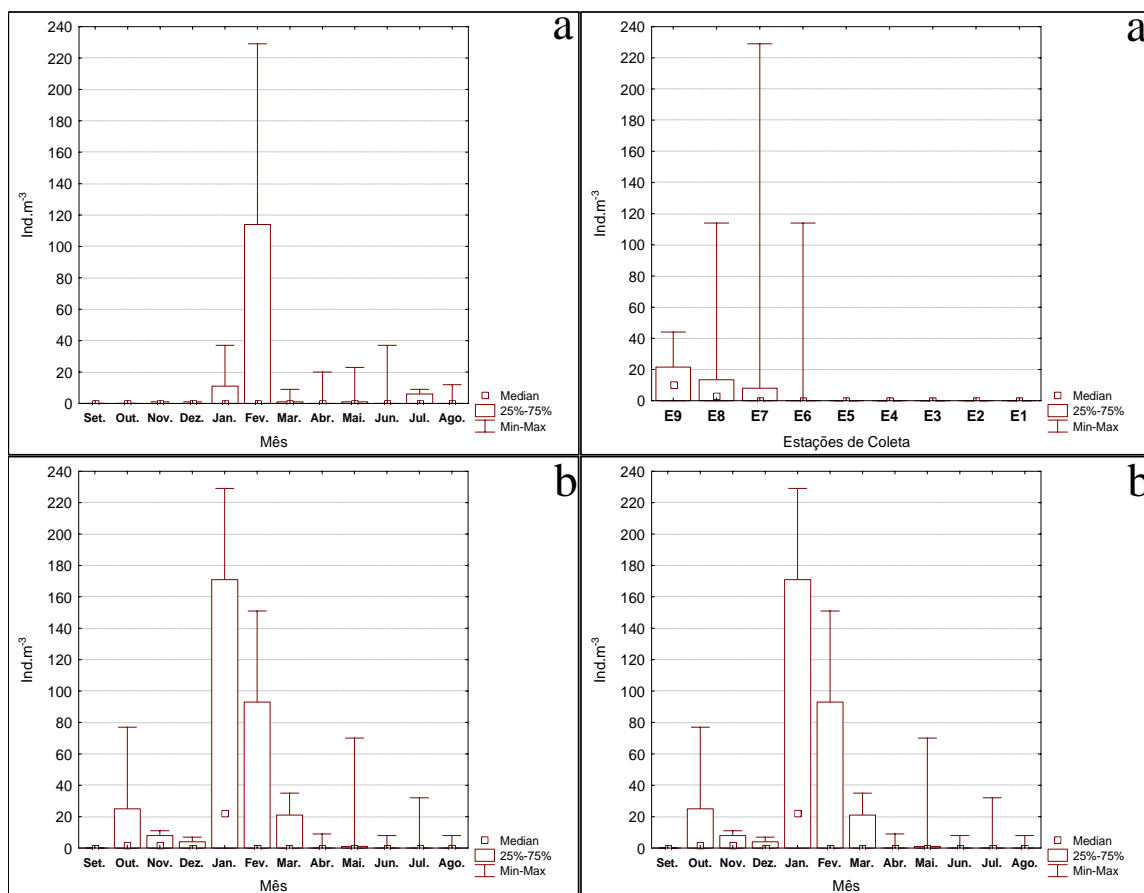 a
240
220
200
180
160
140
120
100
80
60
40
20
0
Ind.m-3
Set. Out. Nov. Dez. Jan. Fev. Mar. Abr. Mai. Jun. Jul. Ago.
Mês
Median
25%-75%
Min-Max
a
240
220
200
180
160
140
120
100
80
60
40
20
0
Ind.m-3
E9 E8 E7 E6 E5 E4 E3 E2 E1
Estações de Coleta
Median
25%-75%
Min-Max
b
240
220
200
180
160
140
120
100
80
60
40
20
0
Ind.m-3
Set. Out. Nov. Dez. Jan. Fev. Mar. Abr. Mai. Jun. Jul. Ago.
Mês
Median
25%-75%
Min-Max
b
240
220
200
180
160
140
120
100
80
60
40
20
0
Ind.m-3
Set. Out. Nov. Dez. Jan. Fev. Mar. Abr. Mai. Jun. Jul. Ago.
Mês
Median
25%-75%
Min-Max